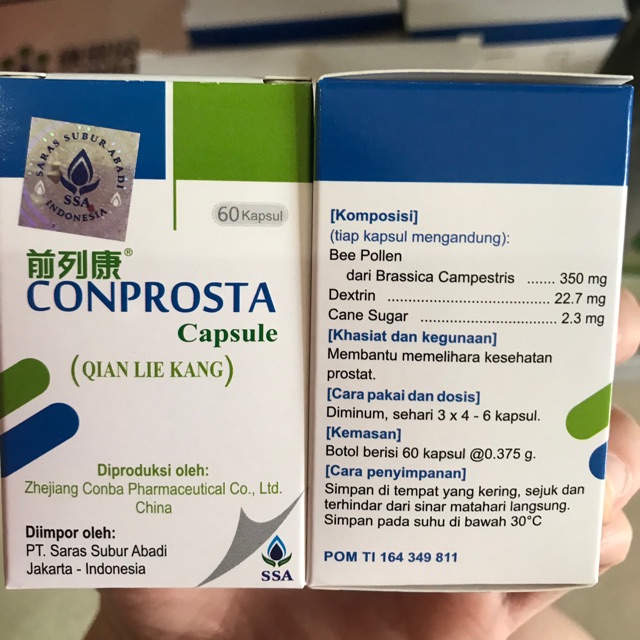 SARAS SUBUR ABADI
SSA
INDONESIA
60 Kapsul
前列康®
CONPROSTA
Capsule
(QIAN LIE KANG)
Diproduksi oleh:
Zhejiang Conba Pharmaceutical Co., Ltd.
China
Diimpor oleh:
PT. Saras Subur Abadi
Jakarta - Indonesia
SSA
[Komposisi]
(tiap kapsul mengandung):
Bee Pollen
dari Brassica Campestris ....... 350 mg
Dextrin ........................................ 22.7 mg
Cane Sugar .................................. 2.3 mg
[Khasiat dan kegunaan]
Membantu memelihara kesehatan
prostat.
[Cara pakai dan dosis]
Diminum, sehari 3 x 4 - 6 kapsul.
[Kemasan]
Botol berisi 60 kapsul @0.375 g.
[Cara penyimpanan]
Simpan di tempat yang kering, sejuk dan
terhindar dari sinar matahari langsung.
Simpan pada suhu di bawah 30°C
POM TI 164 349 811